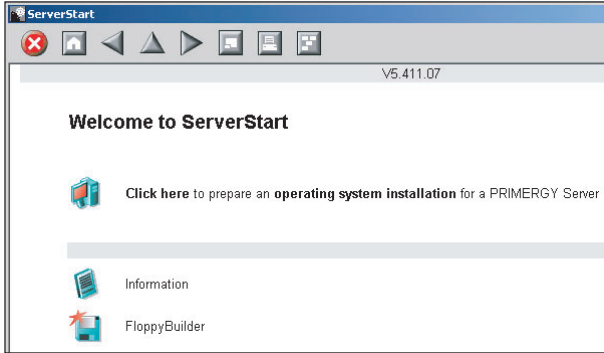 ServerStart
V5.411.07
Welcome to ServerStart
Click here to prepare an operating system installation for a PRIMERGY Server
Information
FloppyBuilder